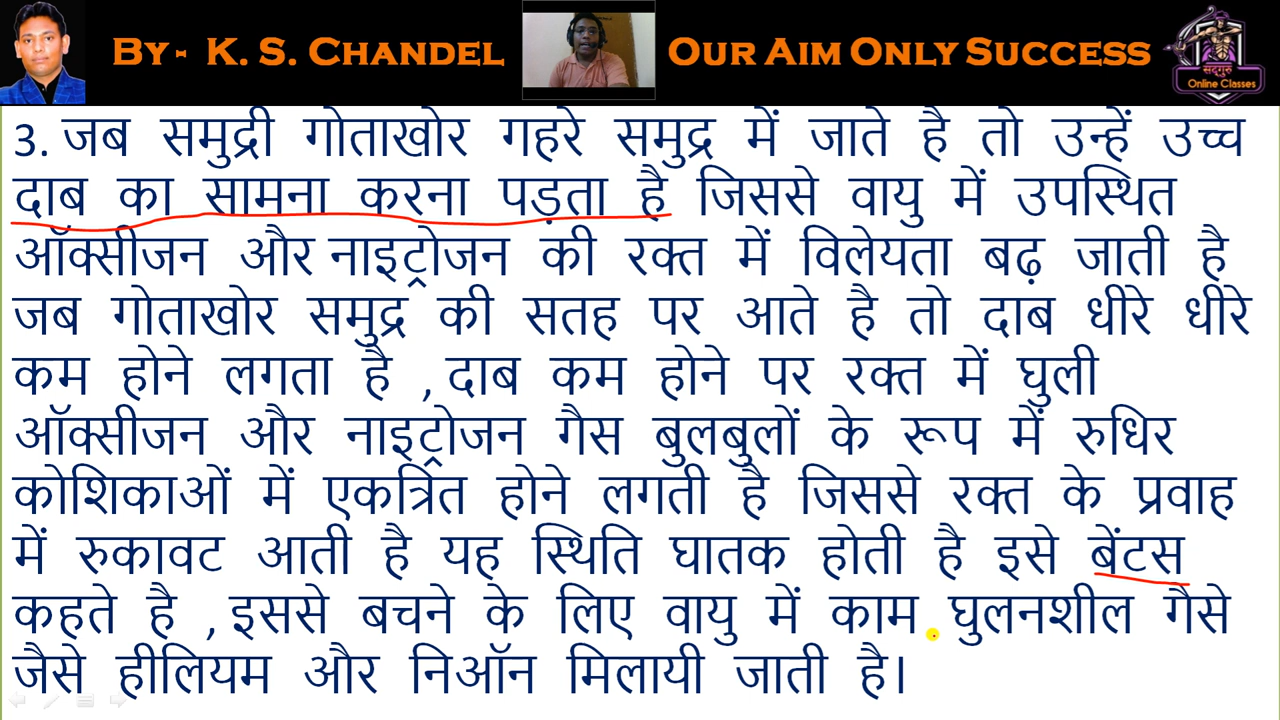 BY - K. S. CHANDEL
OUR AIM ONLY SUCCESS
सद्गुरु
Online Classes
3. जब समुद्री गोताखोर गहरे समुद्र में जाते है तो उन्हें उच्च
दाब का सामना करना पड़ता है जिससे वायु में उपस्थित
ऑक्सीजन और नाइट्रोजन की रक्त में विलेयता बढ़ जाती है
जब गोताखोर समुद्र की सतह पर आते है तो दाब धीरे धीरे
कम होने लगता है , दाब कम होने पर रक्त में घुली
ऑक्सीजन और नाइट्रोजन गैस बुलबुलों के रूप में रुधिर
कोशिकाओं में एकत्रित होने लगती है जिससे रक्त के प्रवाह
में रुकावट आती है यह स्थिति घातक होती है इसे बेंटस
कहते है , इससे बचने के लिए वायु में काम घुलनशील गैसे
जैसे हीलियम और निऑन मिलायी जाती है।